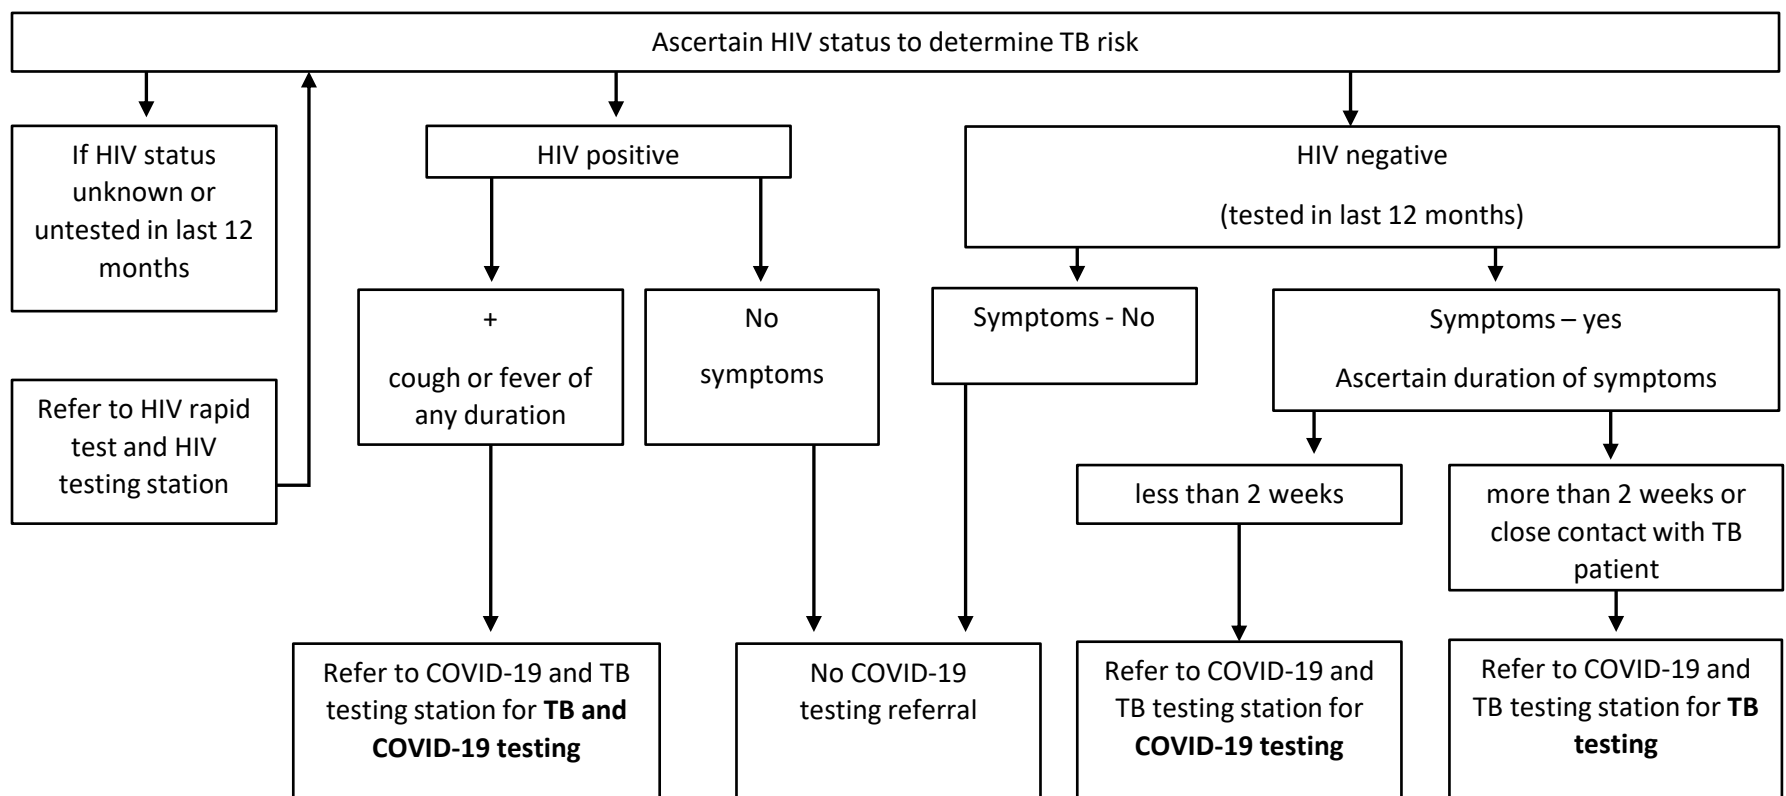 Ascertain HIV status to determine TB risk
If HIV status
unknown or
untested in last 12
months
Refer to HIV rapid
test and HIV
testing station
HIV positive
+
cough or fever of
any duration
No
symptoms
HIV negative
(tested in last 12 months)
Symptoms - No
Symptoms – yes
Ascertain duration of symptoms
less than 2 weeks
more than 2 weeks or
close contact with TB
patient
Refer to COVID-19 and TB
testing station for TB and
COVID-19 testing
No COVID-19
testing referral
Refer to COVID-19 and
TB testing station for
COVID-19 testing
Refer to COVID-19 and
TB testing station for TB
testing